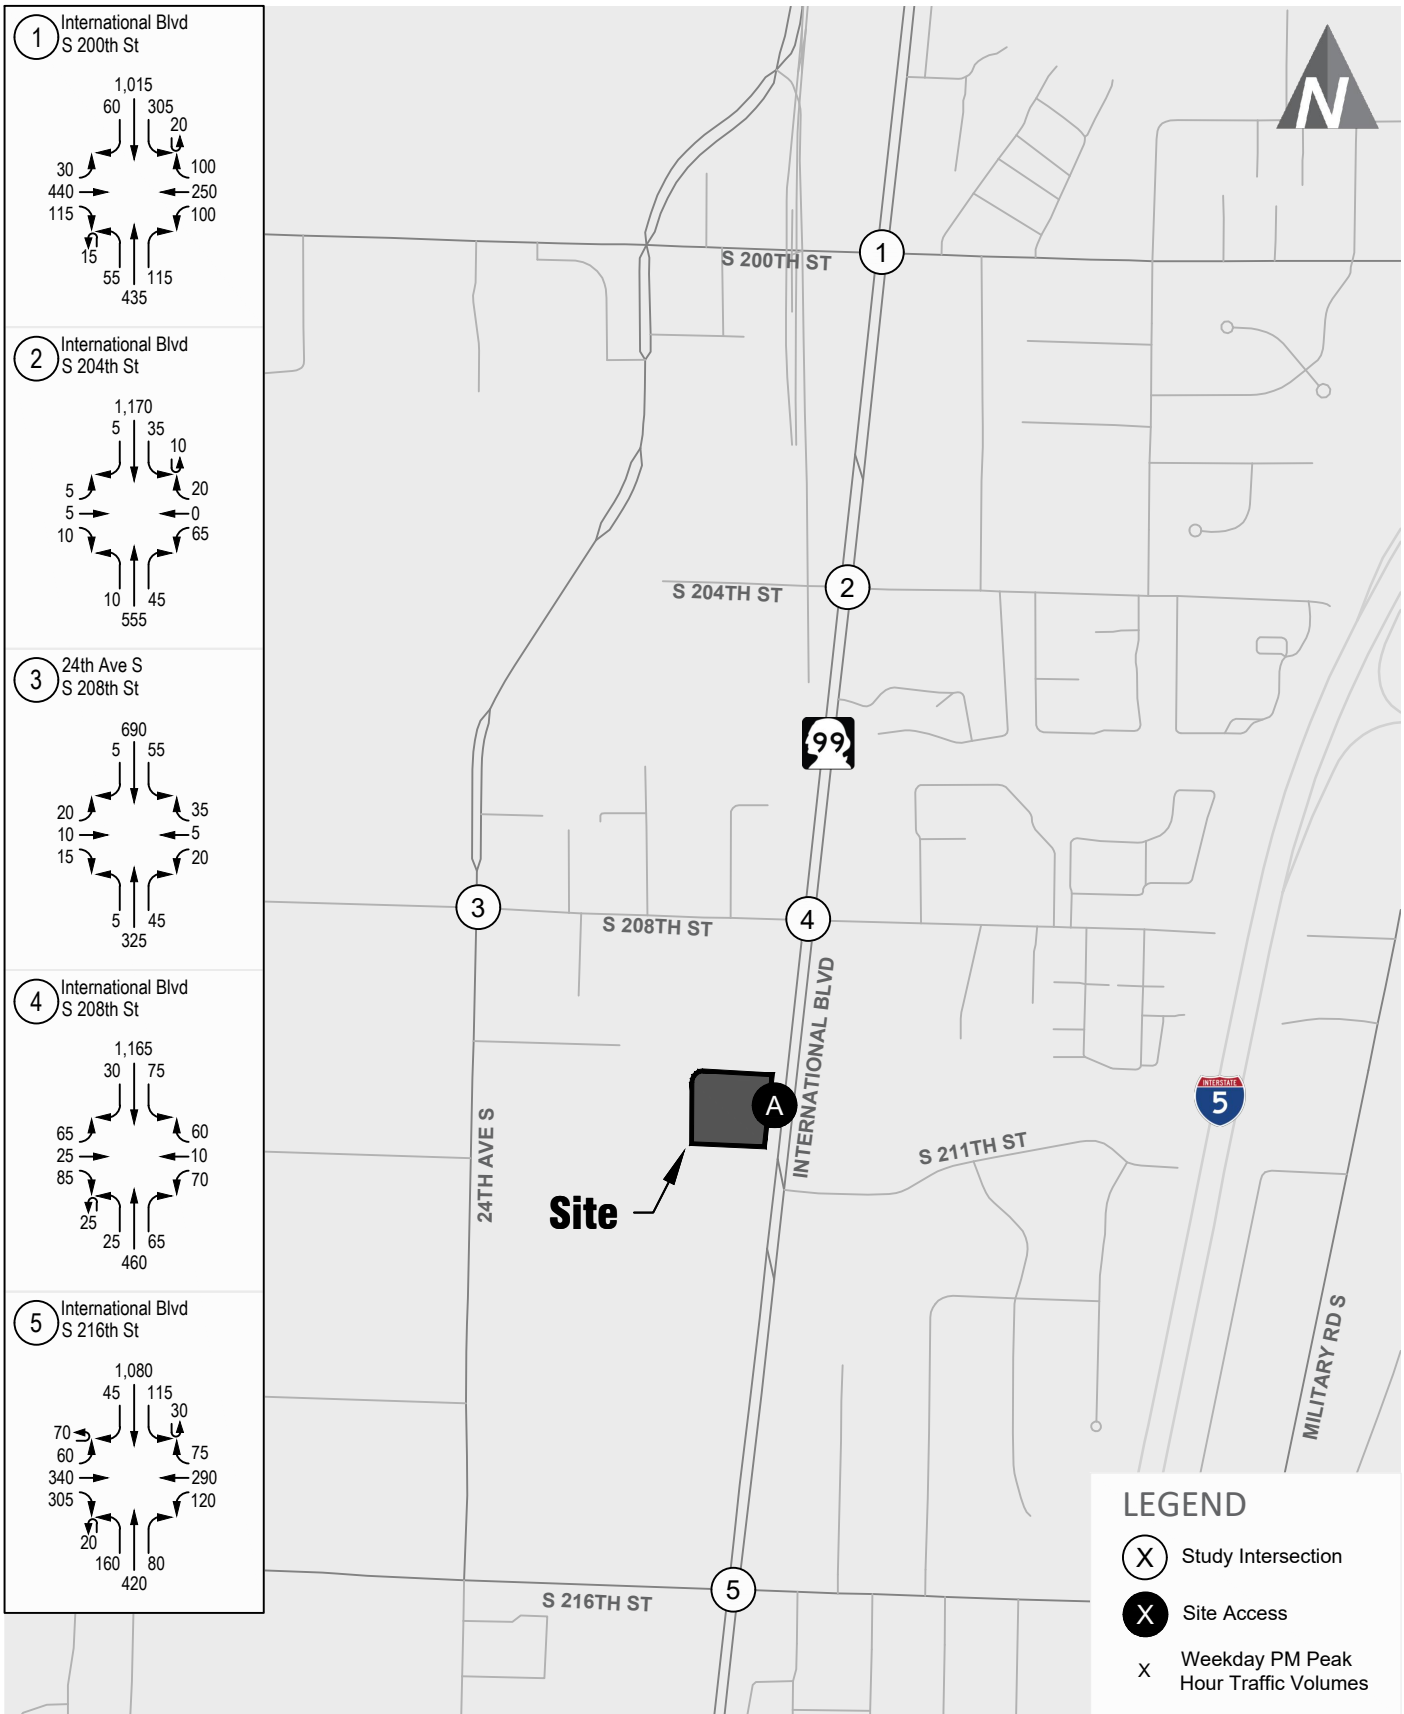 1
International Blvd
S 200th St
1,015
60
305
20
30
100
440
250
115
100
15
55
115
435
2
International Blvd
S 204th St
1,170
5
35
10
5
20
5
0
10
65
10
45
555
3
24th Ave S
S 208th St
690
5
55
20
35
10
5
15
20
5
45
325
4
International Blvd
S 208th St
1,165
30
75
65
60
25
10
85
70
25
25
65
460
5
International Blvd
S 216th St
1,080
45
115
30
70
60
75
340
290
305
120
20
160
80
420
N
1
S 200TH ST
2
S 204TH ST
99
3
4
S 208TH ST
INTERNATIONAL BLVD
A
INTERSTATE
5
24TH AVE S
S 211TH ST
Site
MILITARY RD S
5
S 216TH ST
LEGEND
X Study Intersection
X Site Access
X Weekday PM Peak
Hour Traffic Volumes